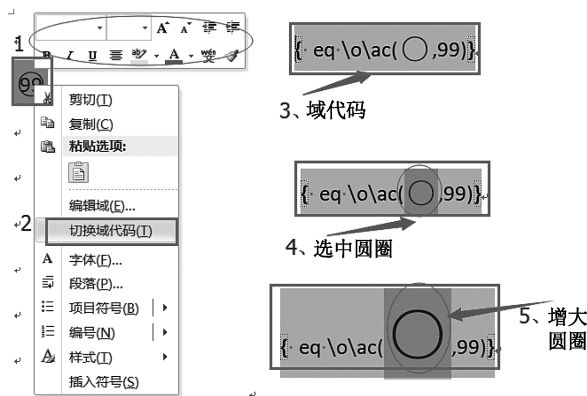 1
B I U ab A wén 文
99
剪切(T)
复制(C)
粘贴选项:
编辑域(E)...
2
切换域代码(T)
A 字体(F)...
段落(P)...
项目符号(B)
编号(N)
样式(T)
插入符号(S)
{ eq \o\ac(○,99)}
3、域代码
{ eq \o\ac(○,99)}
4、选中圆圈
{ eq \o\ac(○,99)}
5、增大
圆圈